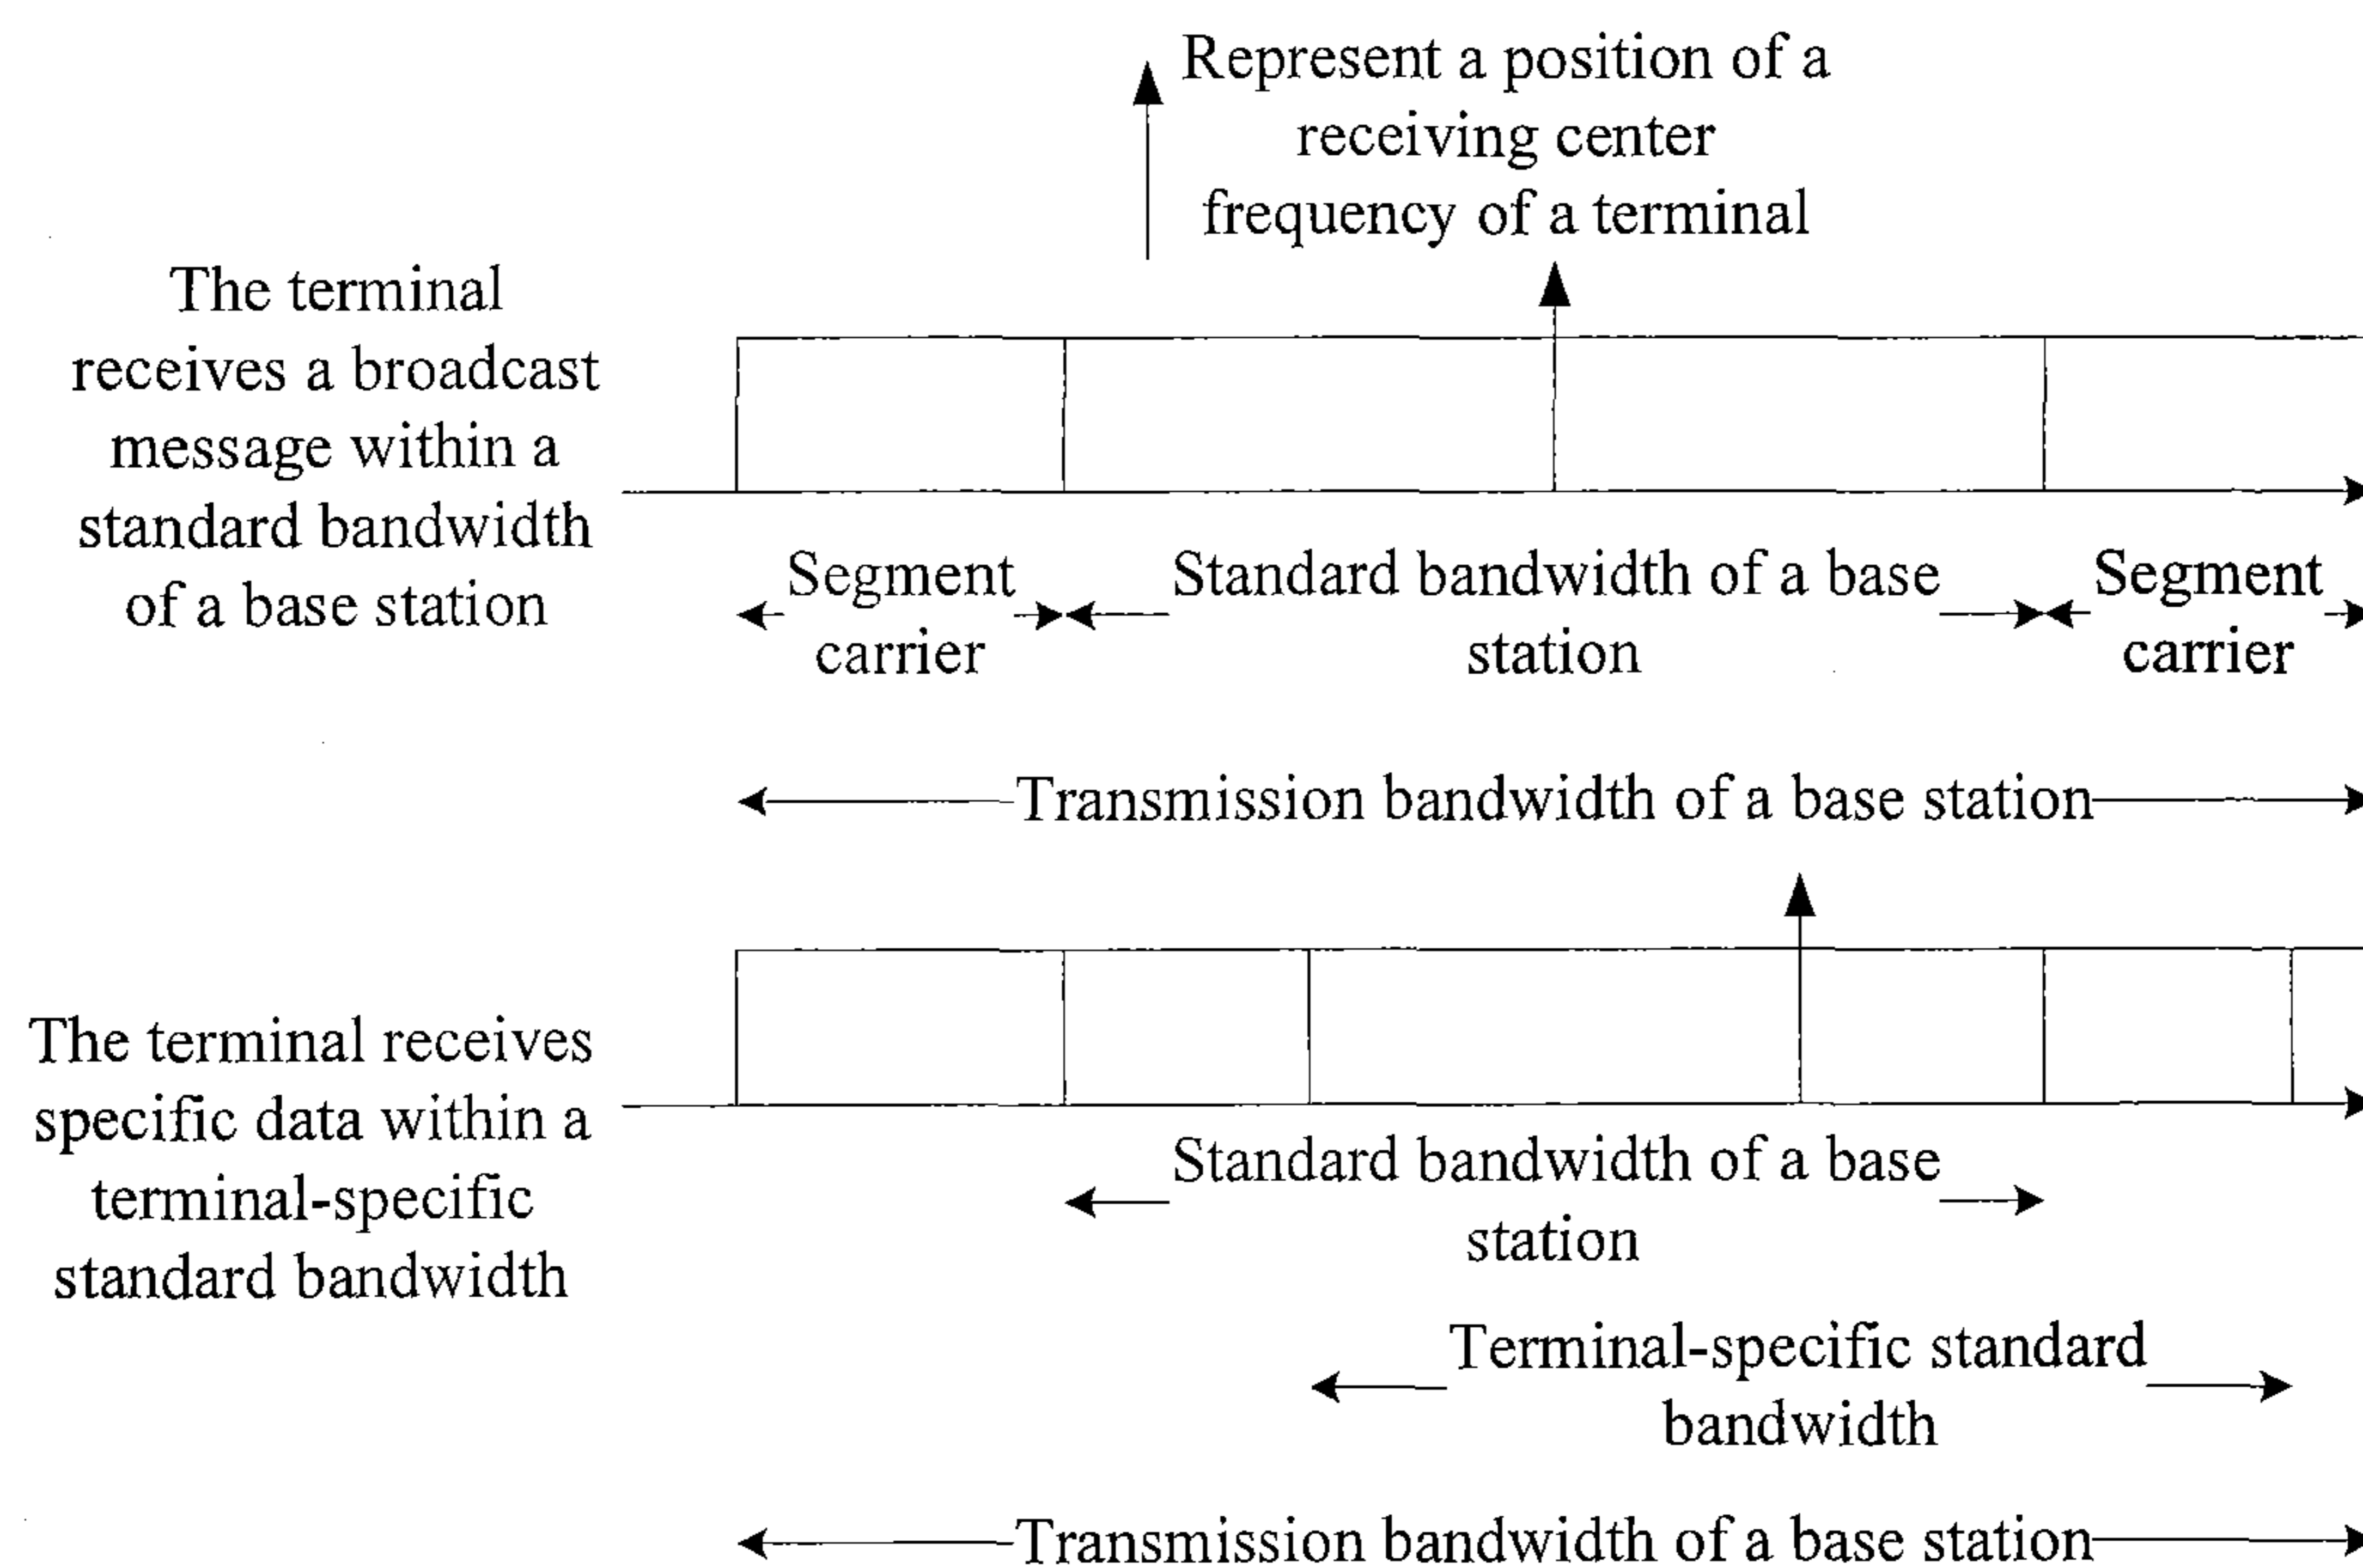 Represent a position of a
receiving center
frequency of a terminal
The terminal
receives a broadcast
message within a
standard bandwidth
of a base station
Segment
carrier
Standard bandwidth of a base
station
Segment
carrier
Transmission bandwidth of a base station
The terminal receives
specific data within a
terminal-specific
standard bandwidth
Standard bandwidth of a base
station
Terminal-specific standard
bandwidth
Transmission bandwidth of a base station